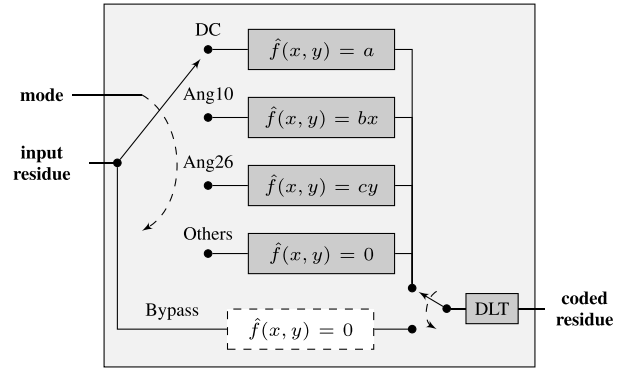 DC
f̂(x, y) = a
mode
Ang10
f̂(x, y) = bx
input
residue
Ang26
f̂(x, y) = cy
Others
f̂(x, y) = 0
Bypass
f̂(x, y) = 0
DLT
coded
residue